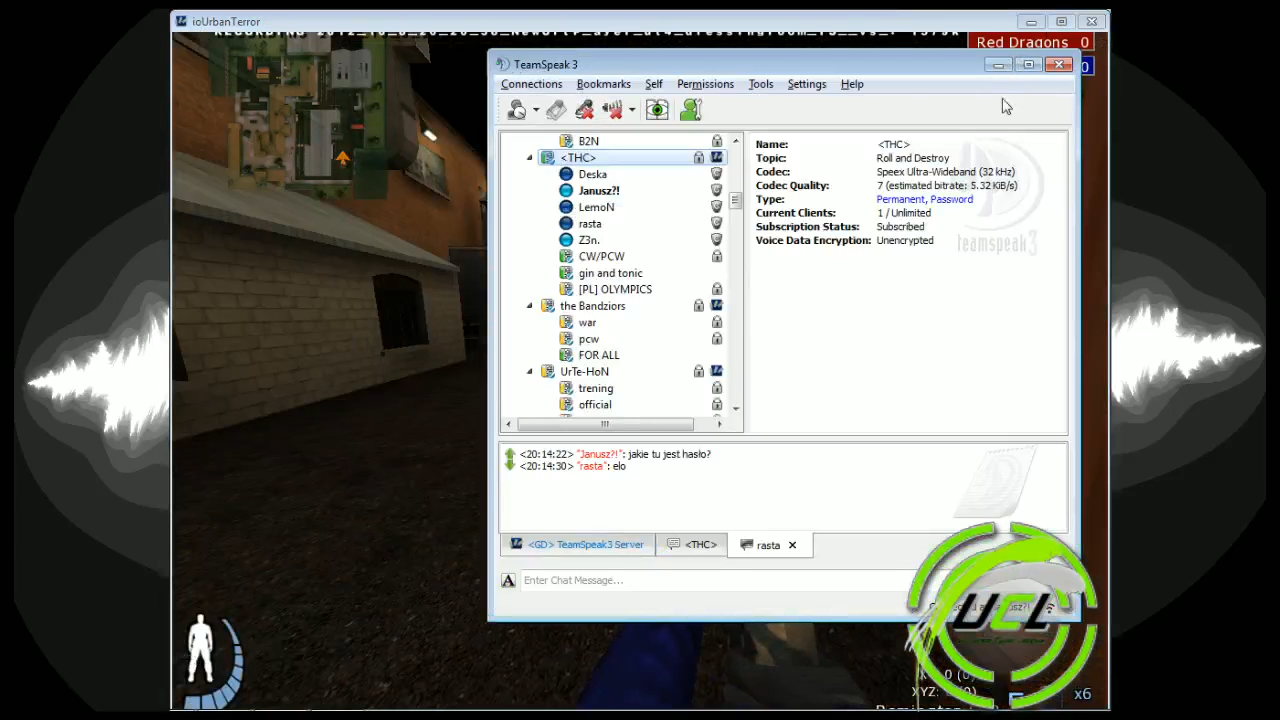 ioUrbanTerror
Red Dragons 0
0
TeamSpeak 3
Connections Bookmarks Self Permissions Tools Settings Help
B2N
<THC>
Deska
Janusz?!
LemoN
rasta
Z3n.
CW/PCW
gin and tonic
[PL] OLYMPICS
the Bandziors
war
pcw
FOR ALL
UrTe-HoN
trening
official
Name: <THC>
Topic: Roll and Destroy
Codec: Speex Ultra-Wideband (32 kHz)
Codec Quality: 7 (estimated bitrate: 5.32 KiB/s)
Type: Permanent, Password
Current Clients: 1 / Unlimited
Subscription Status: Subscribed
Voice Data Encryption: Unencrypted
teamspeak3
<20:14:22> "Janusz?!": jakie tu jest hasło?
<20:14:30> "rasta": elo
<GD> TeamSpeak3 Server
<THC>
rasta
A Enter Chat Message...
UCL
XYZ:
x6